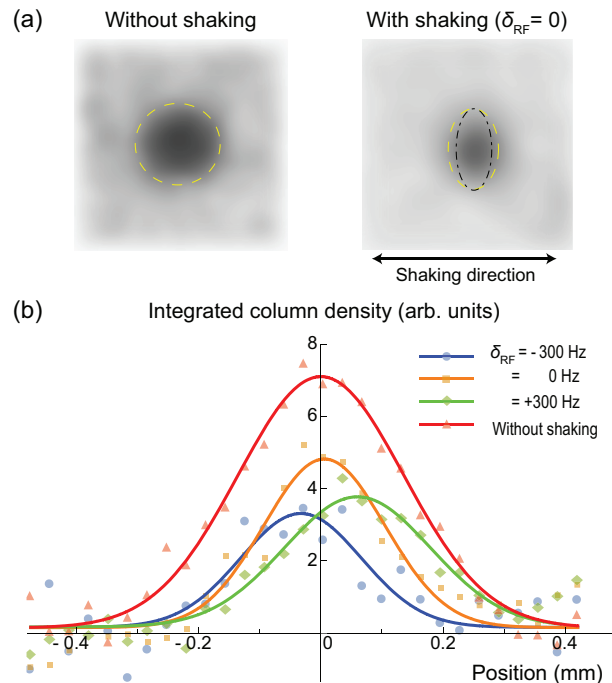 (a)
Without shaking
With shaking (δRF = 0)
Shaking direction
(b)
Integrated column density (arb. units)
8
6
4
2
δRF = - 300 Hz
= 0 Hz
= +300 Hz
Without shaking
- 0.4
- 0.2
0
0.2
0.4
Position (mm)